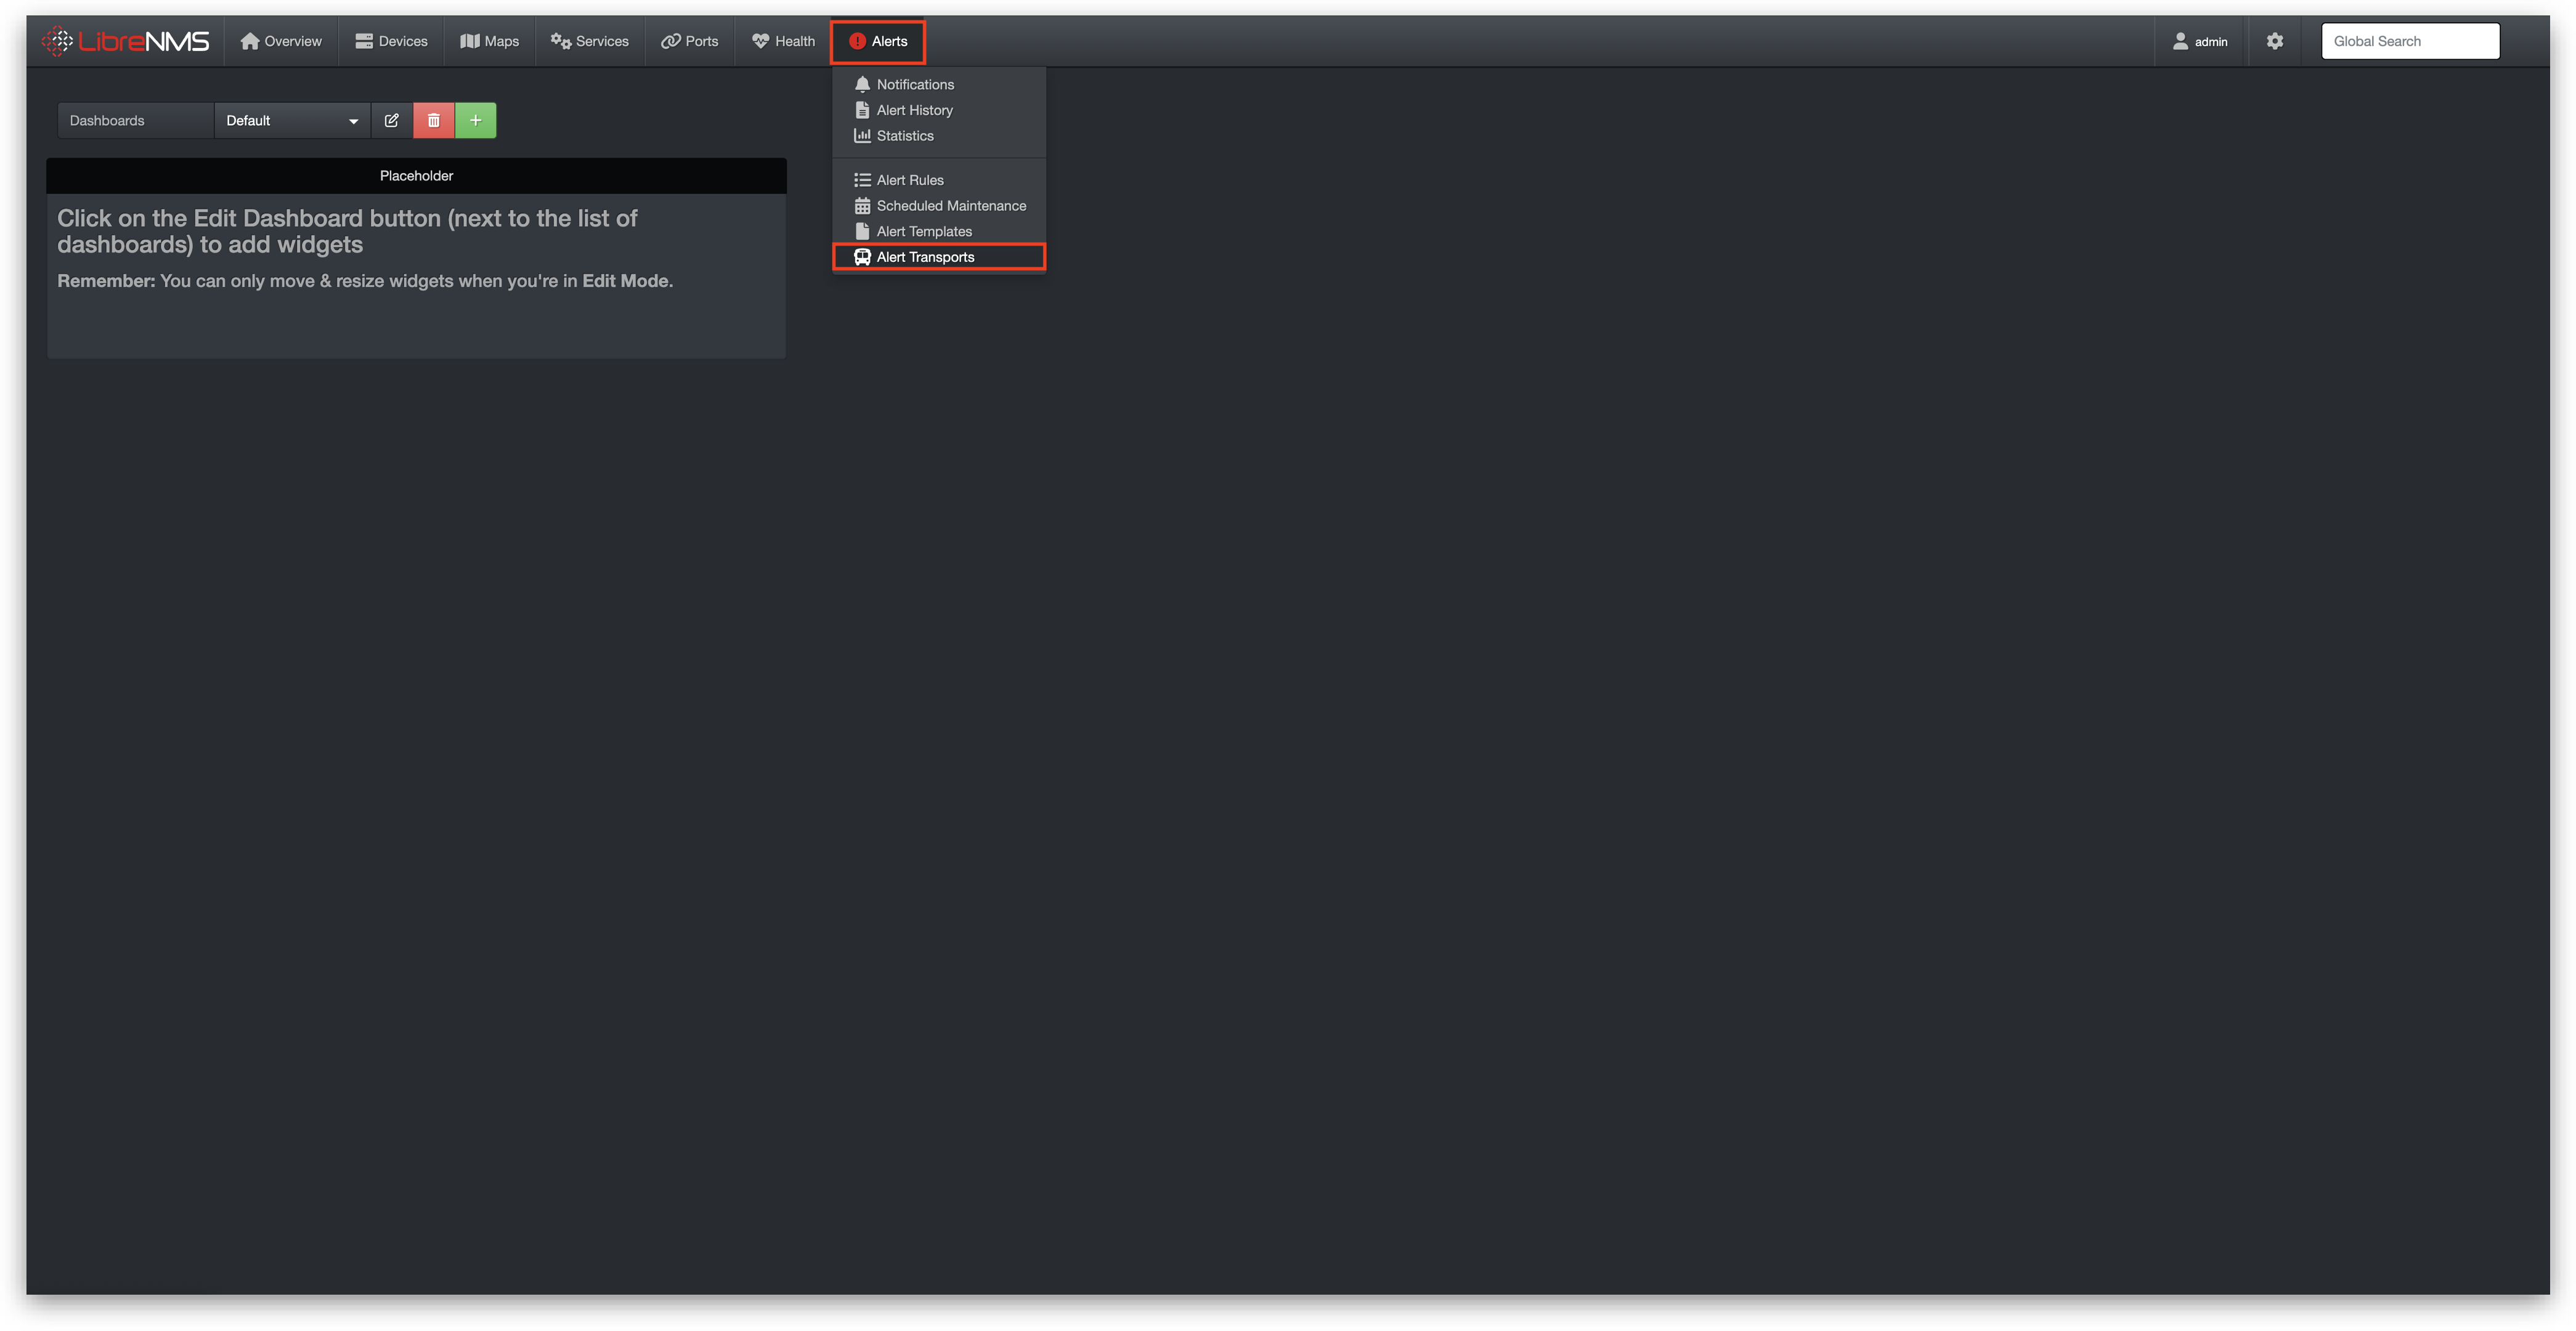 LibreNMS
Overview
Devices
Maps
Services
Ports
Health
Alerts
admin
Global Search
Notifications
Alert History
Statistics
Alert Rules
Scheduled Maintenance
Alert Templates
Alert Transports
Dashboards
Default
Placeholder
Click on the Edit Dashboard button (next to the list of
dashboards) to add widgets
Remember: You can only move & resize widgets when you're in Edit Mode.